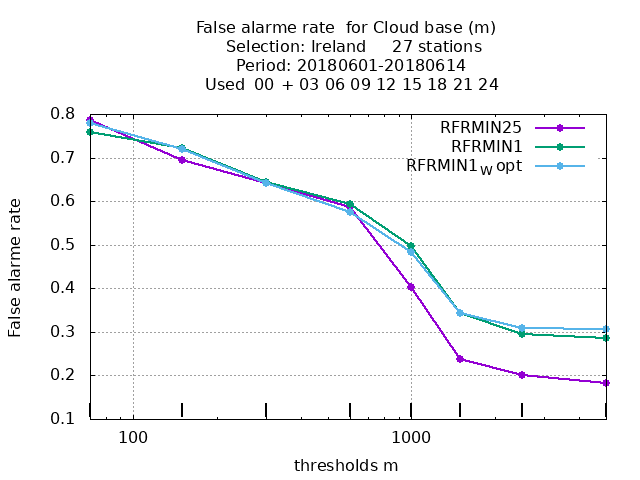 False alarme rate  for Cloud base (m)
Selection: Ireland     27 stations
Period: 20180601-20180614
Used  00  + 03 06 09 12 15 18 21 24
RFRMIN25
RFRMIN1
RFRMIN1W opt
0.8
0.7
0.6
0.5
0.4
0.3
0.2
0.1
False alarme rate
100
1000
thresholds m